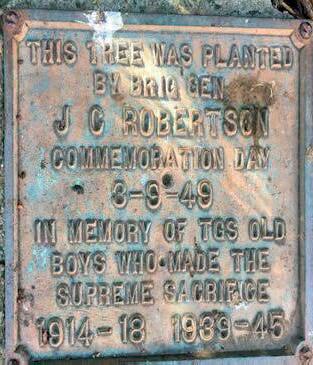 THIS TREE WAS PLANTED
BY BRIG GEN
J C ROBERTSON
COMMEMORATION DAY
3-9-49
IN MEMORY OF TGS OLD
BOYS WHO MADE THE
SUPREME SACRIFICE
1914-18 1939-45